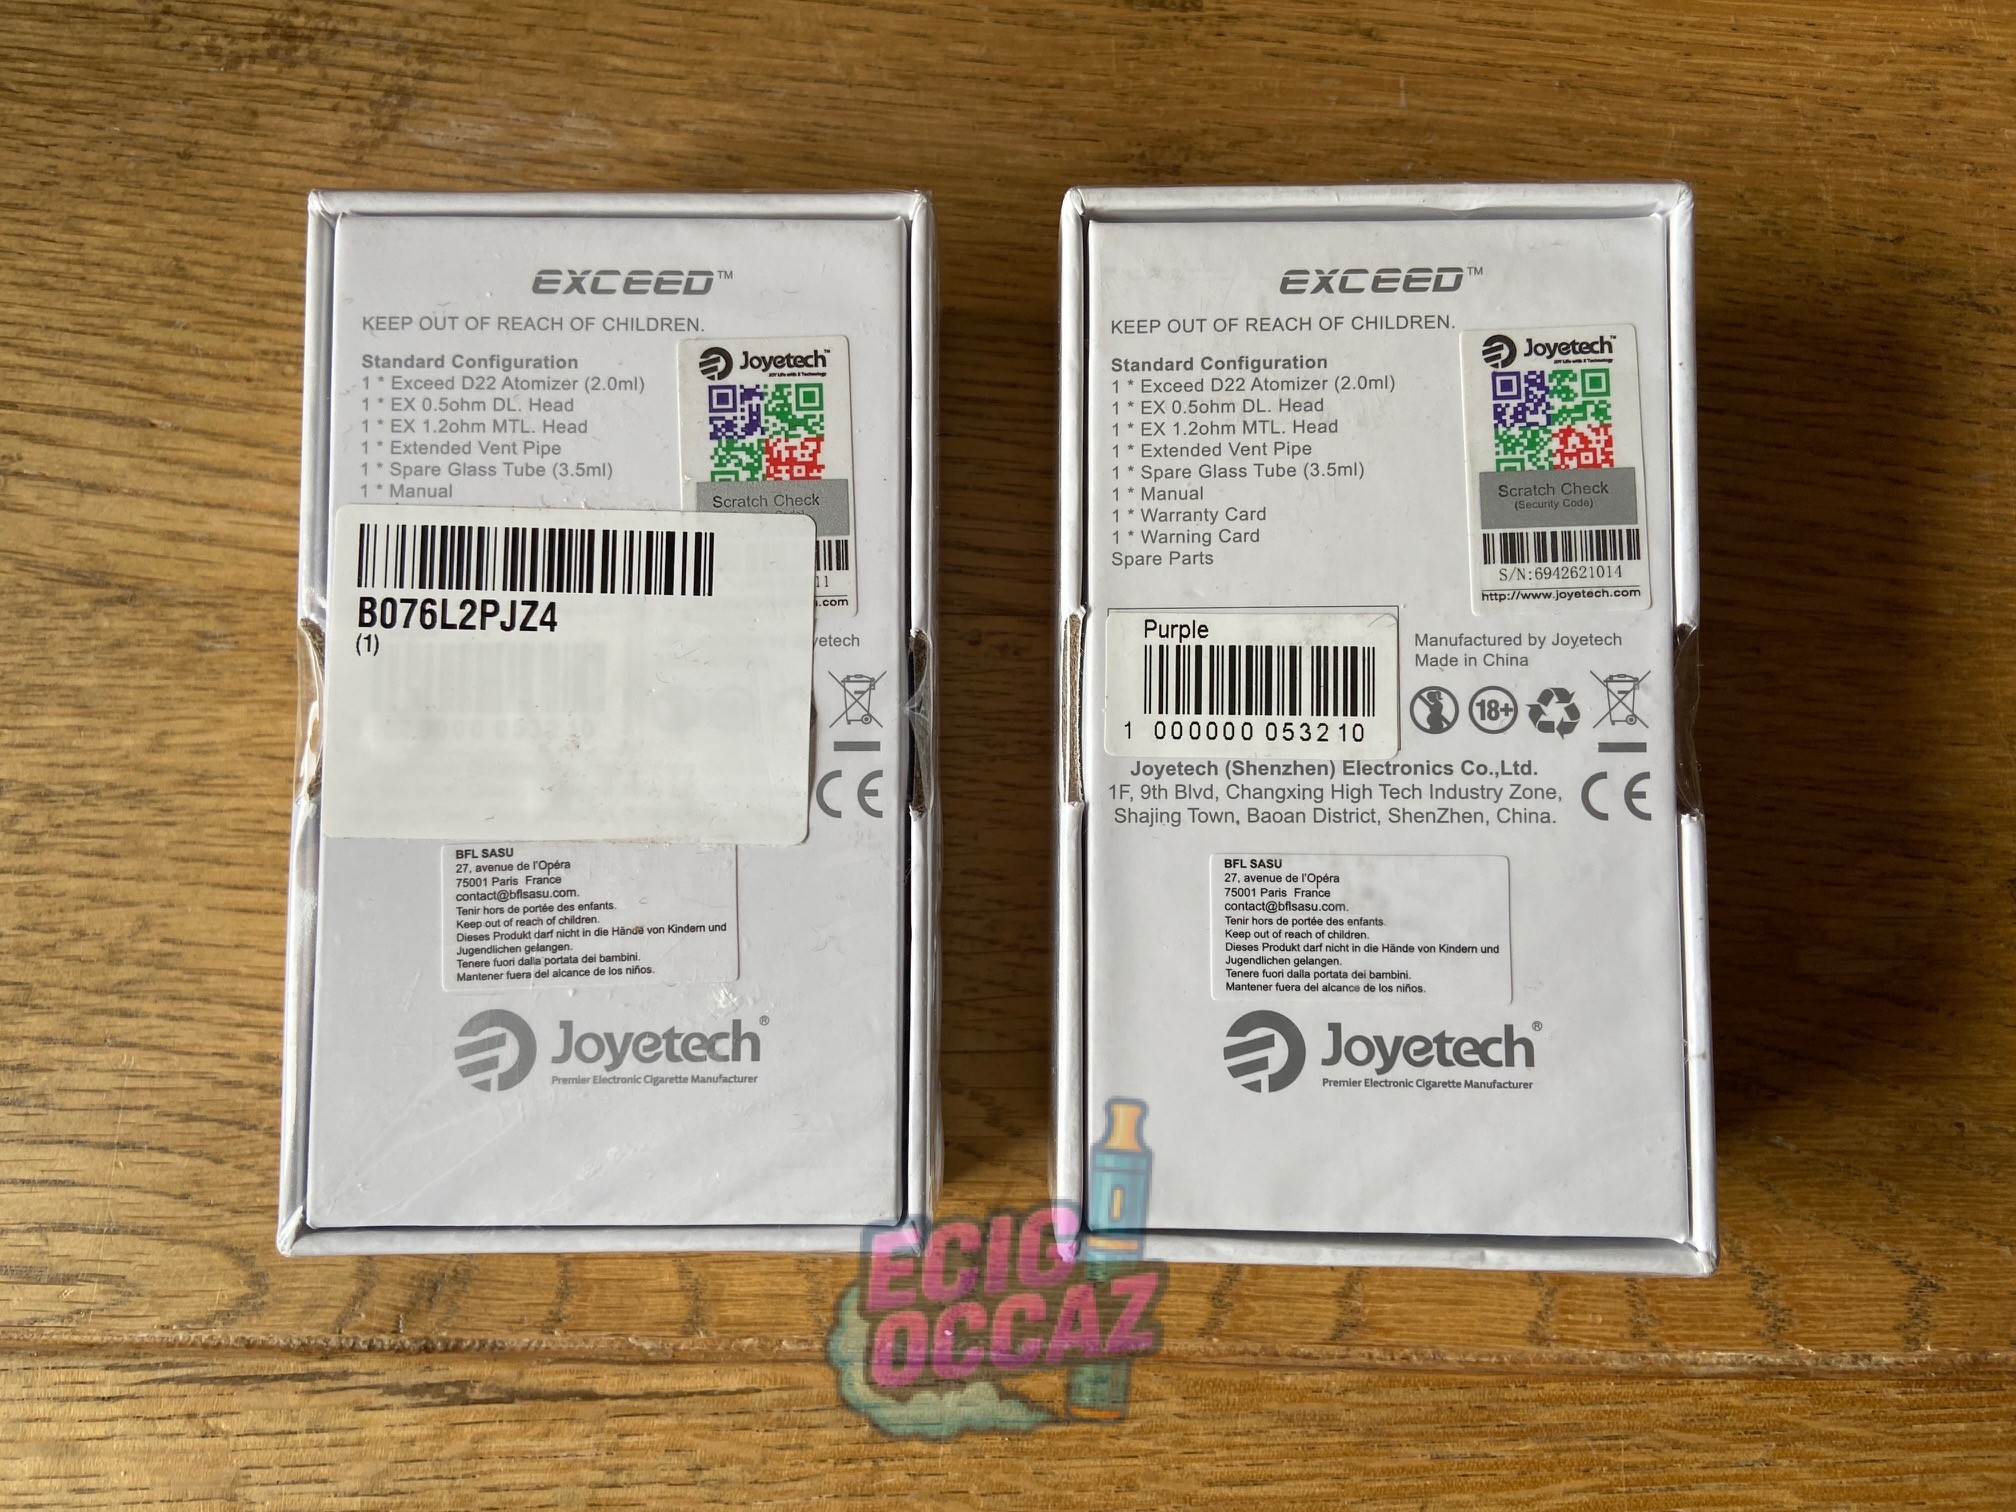 EXCEED™
KEEP OUT OF REACH OF CHILDREN.
Standard Configuration
1 * Exceed D22 Atomizer (2.0ml)
1 * EX 0.5ohm DL. Head
1 * EX 1.2ohm MTL. Head
1 * Extended Vent Pipe
1 * Spare Glass Tube (3.5ml)
1 * Manual
Joyetech™
Scratch Check
11
h.com
B076L2PJZ4
(1)
yetech
CE
BFL SASU
27, avenue de l'Opéra
75001 Paris France
contact@bflsasu.com.
Tenir hors de portée des enfants.
Keep out of reach of children.
Dieses Produkt darf nicht in die Hände von Kindern und
Jugendlichen gelangen.
Tenere fuori dalla portata dei bambini.
Mantener fuera del alcance de los niños.
Joyetech®
Premier Electronic Cigarette Manufacturer
EXCEED™
KEEP OUT OF REACH OF CHILDREN.
Standard Configuration
1 * Exceed D22 Atomizer (2.0ml)
1 * EX 0.5ohm DL. Head
1 * EX 1.2ohm MTL. Head
1 * Extended Vent Pipe
1 * Spare Glass Tube (3.5ml)
1 * Manual
1 * Warranty Card
1 * Warning Card
Spare Parts
Joyetech™
Scratch Check
(Security Code)
S/N:6942621014
http://www.joyetech.com
Purple
1 000000 053210
Manufactured by Joyetech
Made in China
18+
Joyetech (Shenzhen) Electronics Co.,Ltd.
1F, 9th Blvd, Changxing High Tech Industry Zone,
Shajing Town, Baoan District, ShenZhen, China.
CE
BFL SASU
27, avenue de l'Opéra
75001 Paris France
contact@bflsasu.com.
Tenir hors de portée des enfants.
Keep out of reach of children.
Dieses Produkt darf nicht in die Hände von Kindern und
Jugendlichen gelangen.
Tenere fuori dalla portata dei bambini.
Mantener fuera del alcance de los niños.
Joyetech®
Premier Electronic Cigarette Manufacturer
ECIG
OCCAZ